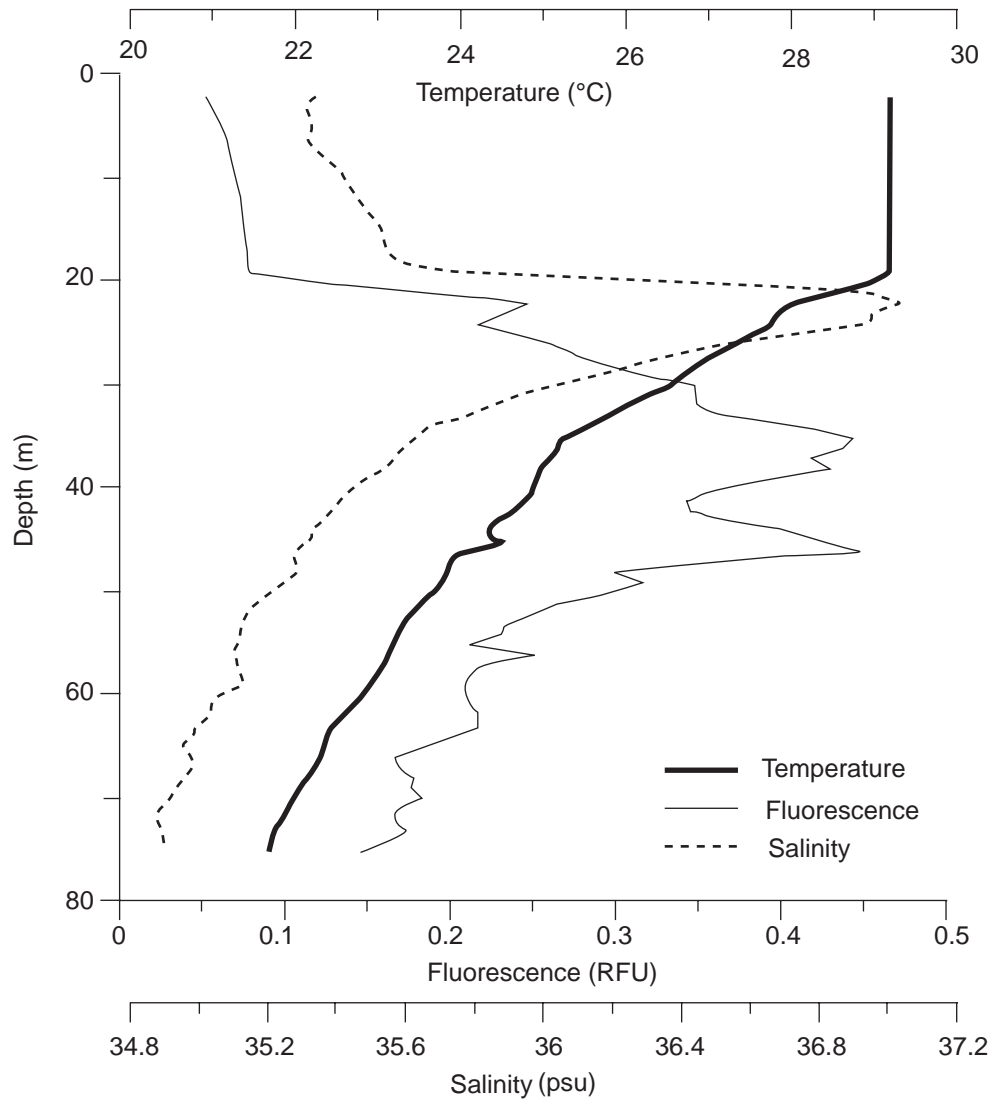 20 22 24 26 28 30
Temperature (°C)
0
20
40
60
80
Depth (m)
Temperature
Fluorescence
Salinity
0 0.1 0.2 0.3 0.4 0.5
Fluorescence (RFU)
34.8 35.2 35.6 36 36.4 36.8 37.2
Salinity (psu)